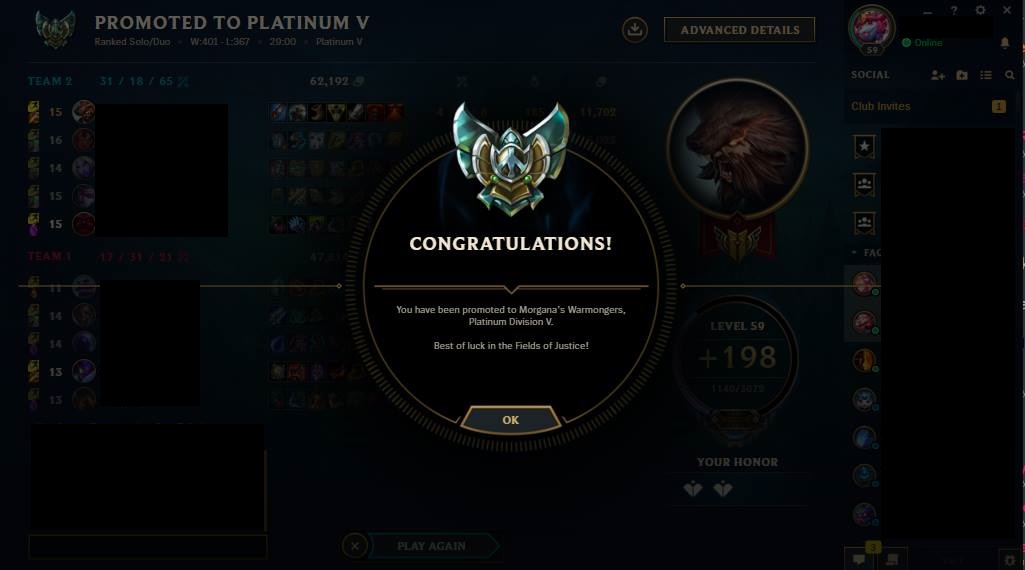 PROMOTED TO PLATINUM V
Ranked Solo/Duo • W:401 - L:367 • 29:00 • Platinum V
ADVANCED DETAILS
59
Online
SOCIAL
Club Invites
1
TEAM 2 31 / 18 / 65 62,192
15
11,702
16
14
15
15
TEAM 1 17 / 31 / 21
11
14
14
13
13
CONGRATULATIONS!
You have been promoted to Morgana's Warmongers,
Platinum Division V.
Best of luck in the Fields of Justice!
OK
LEVEL 59
+198
1140/3072
YOUR HONOR
PLAY AGAIN
3